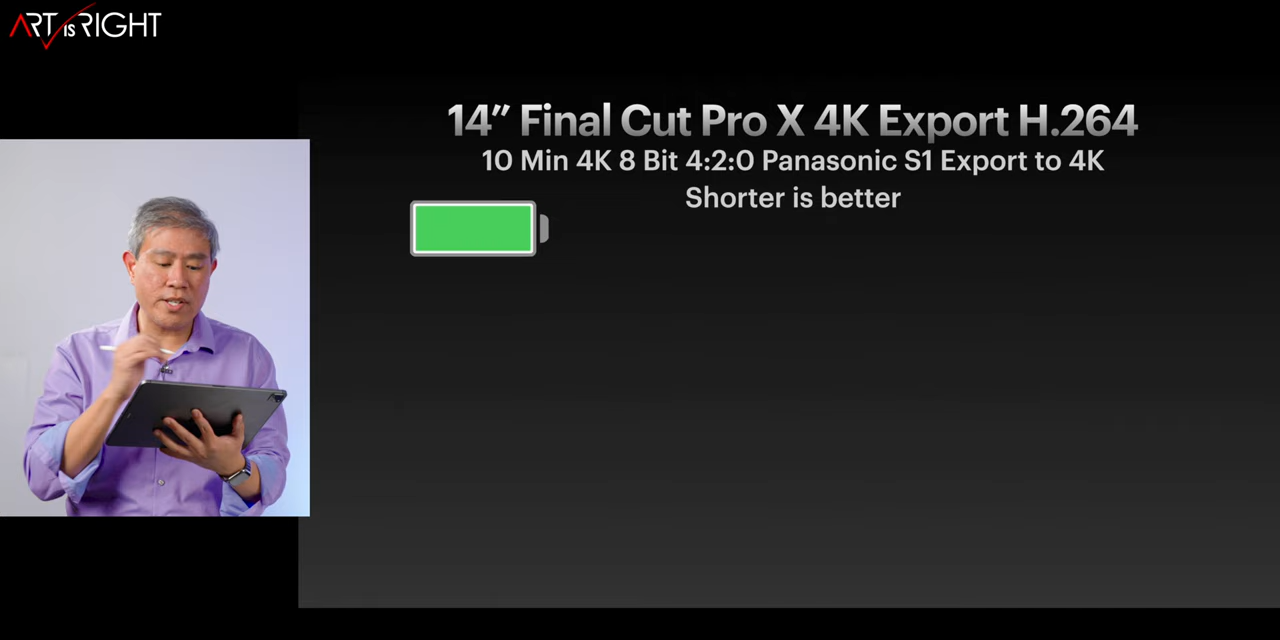 ART IS RIGHT
14” Final Cut Pro X 4K Export H.264
10 Min 4K 8 Bit 4:2:0 Panasonic S1 Export to 4K
Shorter is better